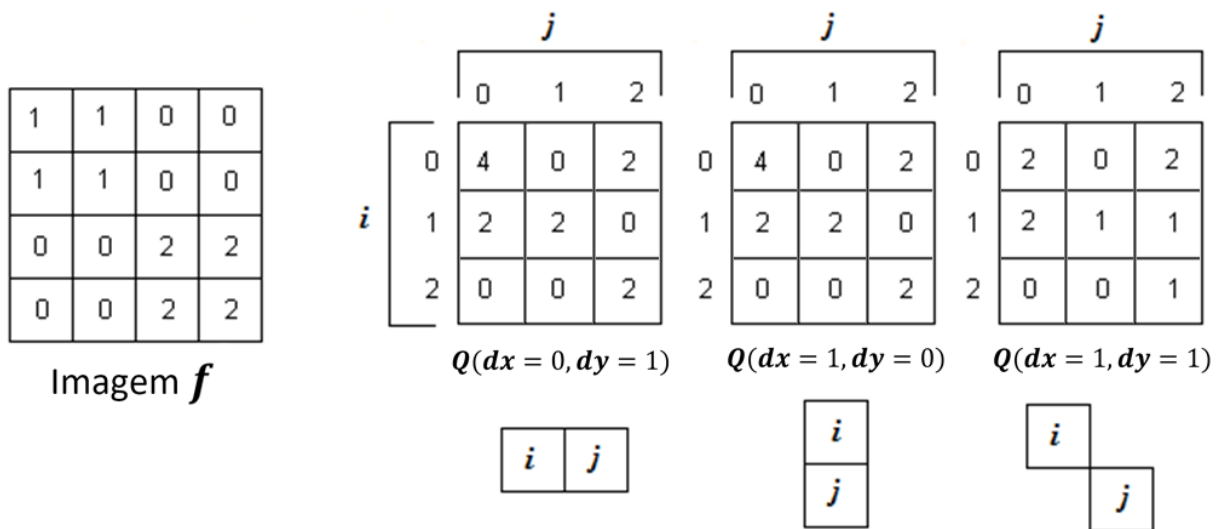 j j j
0 1 2 0 1 2 0 1 2
1 1 0 0
0 4 0 2 0 4 0 2 0 2 0 2
1 1 0 0
i 1 2 2 0 1 2 2 0 1 2 1 1
0 0 2 2
2 0 0 2 2 0 0 2 2 0 0 1
0 0 2 2
Imagem f
Q(dx = 0, dy = 1) Q(dx = 1, dy = 0) Q(dx = 1, dy = 1)
i j
i
j
i
j